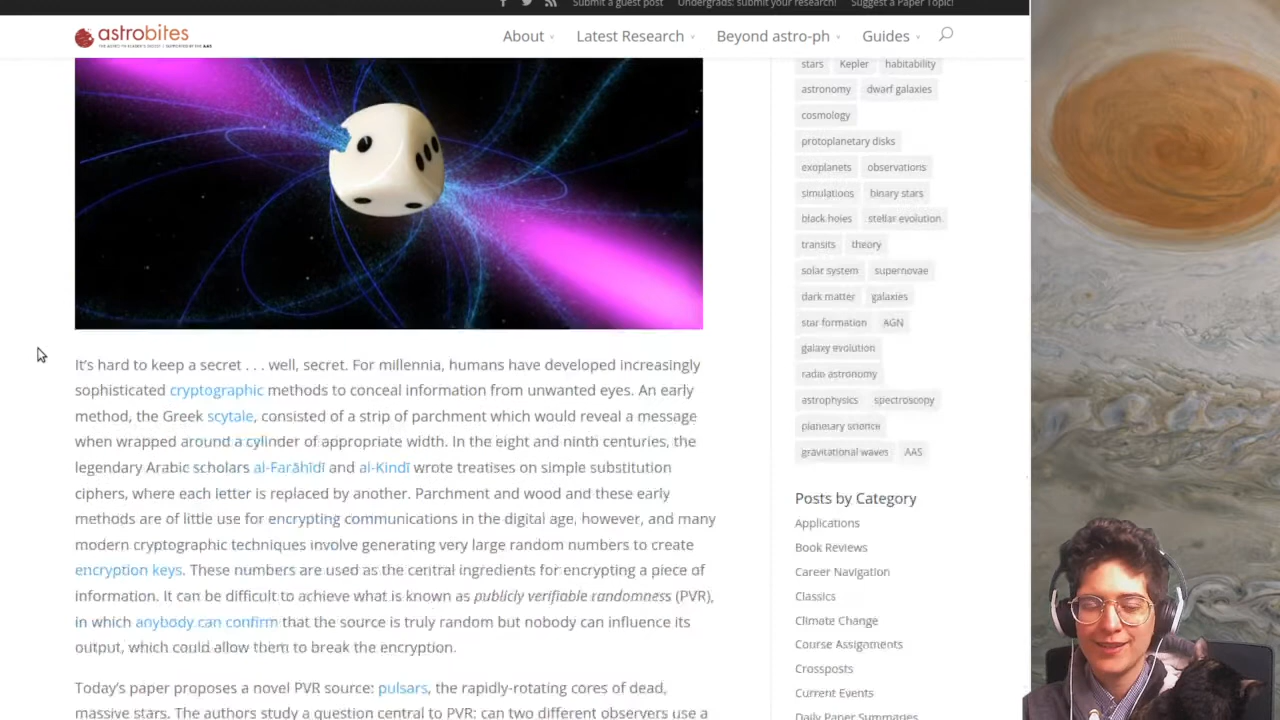 Submit a guest post Undergrads: submit your research! Suggest a Paper Topic!
astrobites
About Latest Research Beyond astro-ph Guides
stars Kepler habitability
astronomy dwarf galaxies
cosmology
protoplanetary disks
exoplanets observations
simulations binary stars
black holes stellar evolution
transits theory
solar system supernovae
dark matter galaxies
star formation AGN
galaxy evolution
radio astronomy
astrophysics spectroscopy
planetary science
gravitational waves AAS
Posts by Category
Applications
Book Reviews
Career Navigation
Classics
Climate Change
Course Assignments
Crossposts
Current Events
Daily Paper Summaries
It's hard to keep a secret . . . well, secret. For millennia, humans have developed increasingly
sophisticated cryptographic methods to conceal information from unwanted eyes. An early
method, the Greek scytale, consisted of a strip of parchment which would reveal a message
when wrapped around a cylinder of appropriate width. In the eight and ninth centuries, the
legendary Arabic scholars al-Farāhīdī and al-Kindī wrote treatises on simple substitution
ciphers, where each letter is replaced by another. Parchment and wood and these early
methods are of little use for encrypting communications in the digital age, however, and many
modern cryptographic techniques involve generating very large random numbers to create
encryption keys. These numbers are used as the central ingredients for encrypting a piece of
information. It can be difficult to achieve what is known as publicly verifiable randomness (PVR),
in which anybody can confirm that the source is truly random but nobody can influence its
output, which could allow them to break the encryption.
Today's paper proposes a novel PVR source: pulsars, the rapidly-rotating cores of dead,
massive stars. The authors study a question central to PVR: can two different observers use a